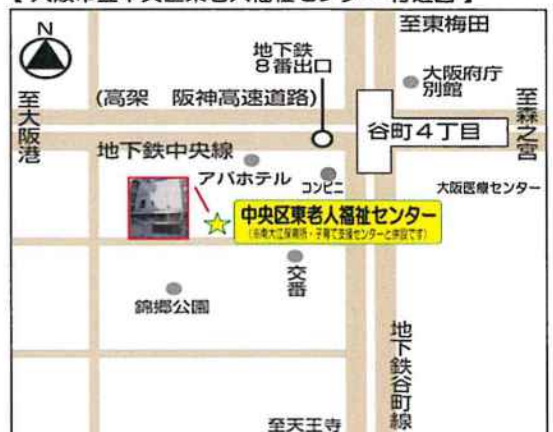 N
至東梅田
地下鉄
8番出口
大阪府庁
別館
至大阪港
(高架 阪神高速道路)
至森之宮
谷町4丁目
地下鉄中央線
アパホテル
コンビニ
大阪医療センター
中央区東老人福祉センター
交番
錦郷公園
地下鉄谷町線
至天王寺